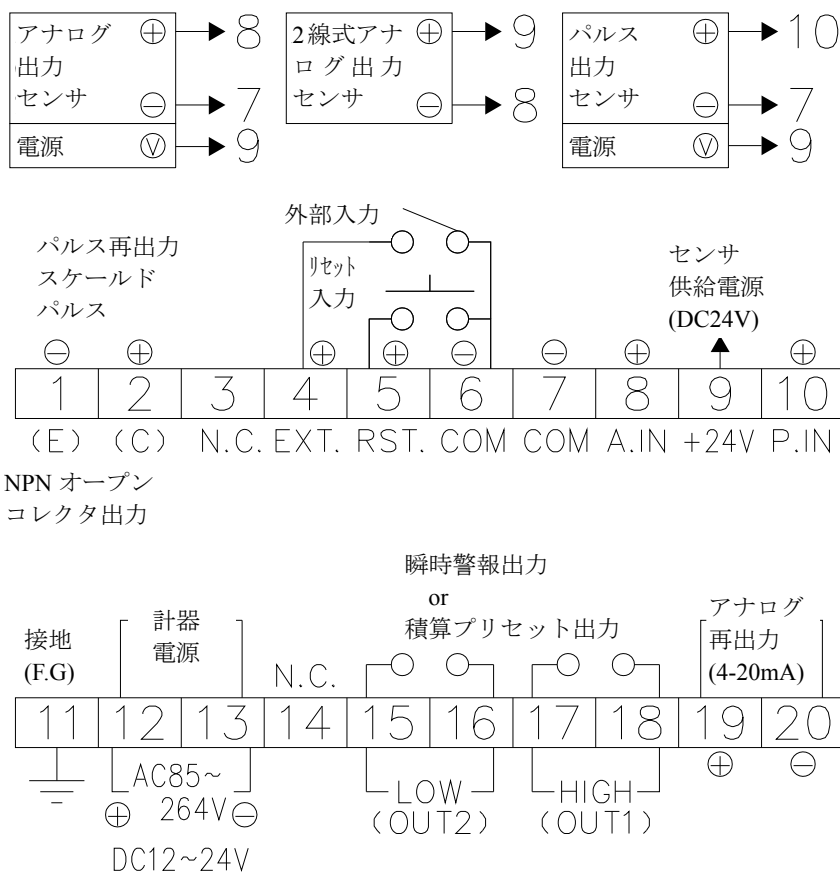 アナログ ⊕ 8
出力
センサ ⊖ 7
電源 Ⓥ 9
2線式アナ ⊕ 9
ログ出力
センサ ⊖ 8
パルス ⊕ 10
出力
センサ ⊖ 7
電源 Ⓥ 9
外部入力
パルス再出力
スケールド
パルス
リセット
入力
センサ
供給電源
(DC24V)
⊖ ⊕ ⊕ ⊕ ⊖ ⊖ ⊕ ⊕
1 2 3 4 5 6 7 8 9 10
(E) (C) N.C. EXT. RST. COM COM A.IN +24V P.IN
NPN オープン
コレクタ出力
瞬時警報出力
or
積算プリセット出力
接地
(F.G)
計器
電源
N.C.
アナログ
再出力
(4-20mA)
11 12 13 14 15 16 17 18 19 20
⊕ ⊖
AC85~
⊕ 264V ⊖
DC12~24V
LOW
(OUT2)
HIGH
(OUT1)